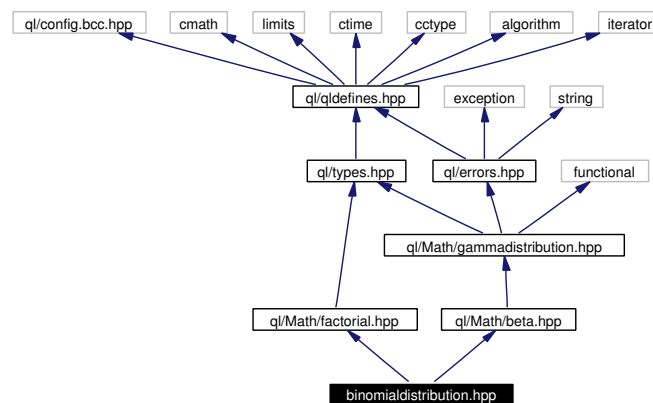 ql/config.bcc.hpp cmath limits ctime cctype algorithm iterator
ql/qldefines.hpp exception string
ql/types.hpp ql/errors.hpp functional
ql/Math/gammadistribution.hpp
ql/Math/factorial.hpp ql/Math/beta.hpp
binomialdistribution.hpp